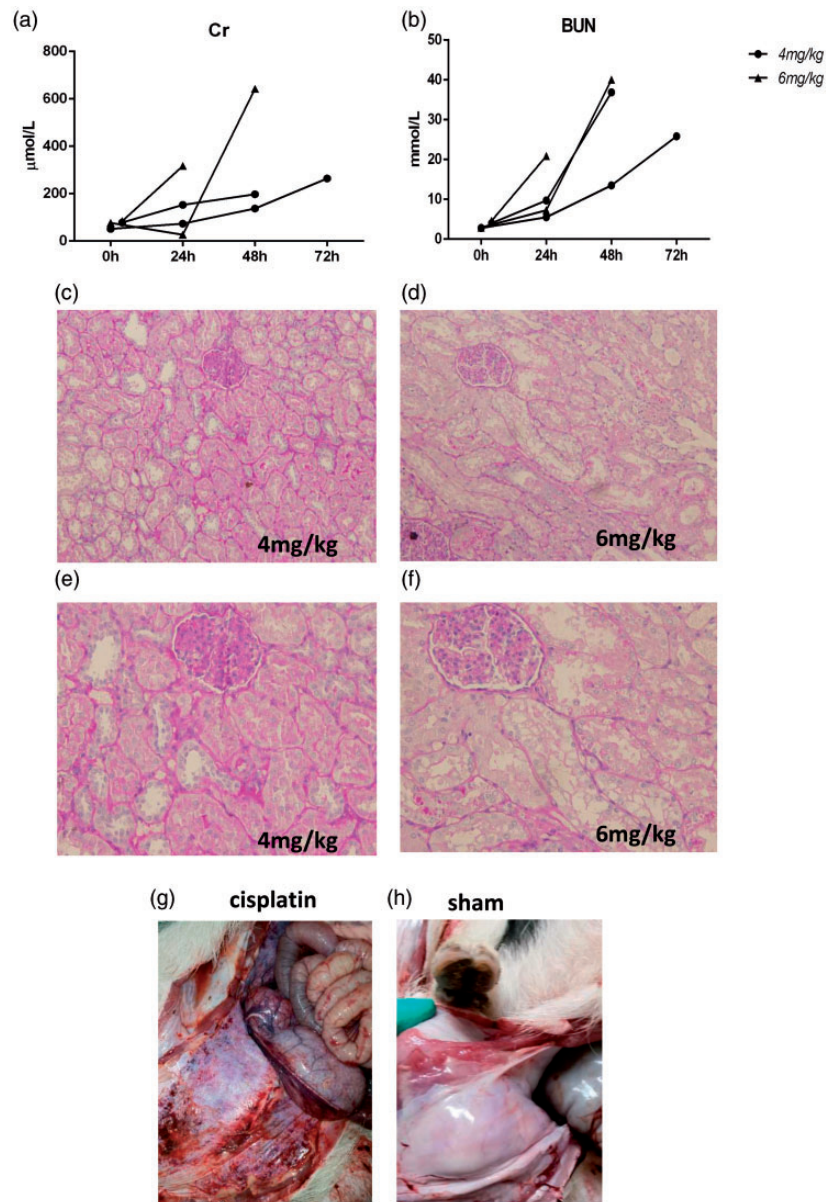 (a)
Cr
800
600
400
200
0
μmol/L
0h 24h 48h 72h
(b)
BUN
50
40
30
20
10
0
mmol/L
0h 24h 48h 72h
4mg/kg
6mg/kg
(c)
4mg/kg
(d)
6mg/kg
(e)
4mg/kg
(f)
6mg/kg
(g) cisplatin
(h) sham